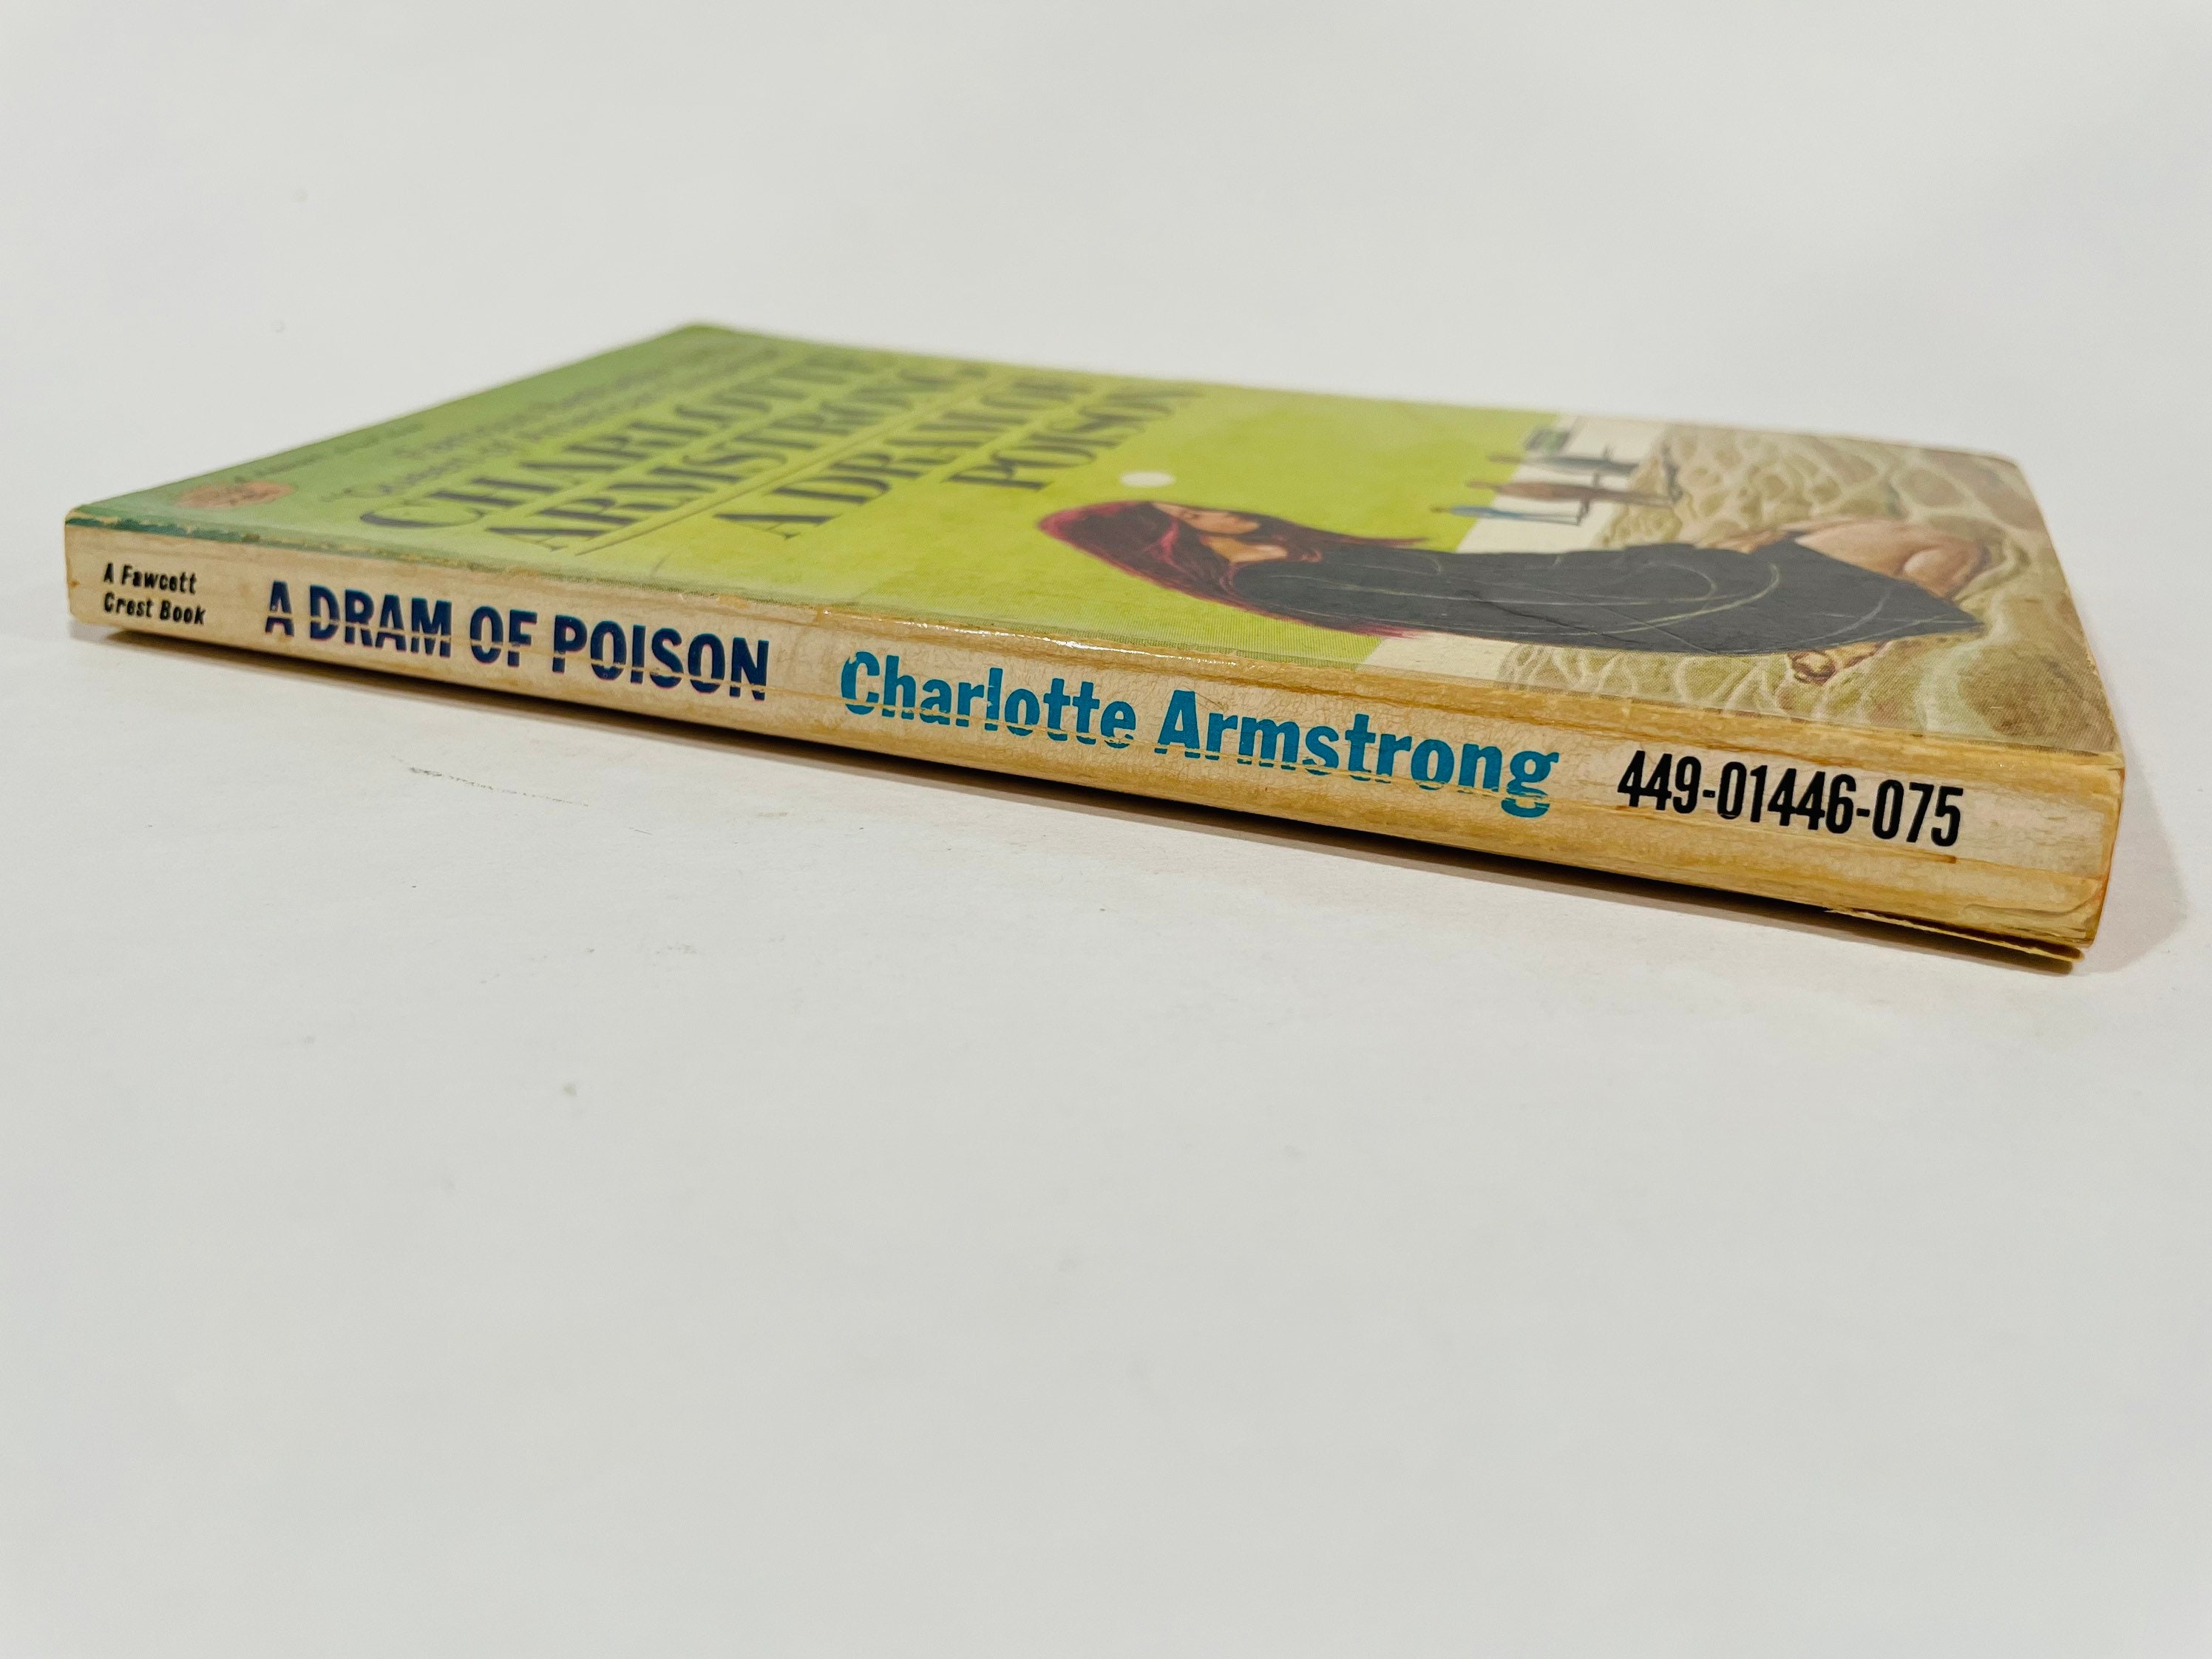 CHARLOTTE
ARMSTRONG
A DRAM OF
POISON
A Fawcett
Crest Book
A DRAM OF POISON
Charlotte Armstrong
449-01446-075